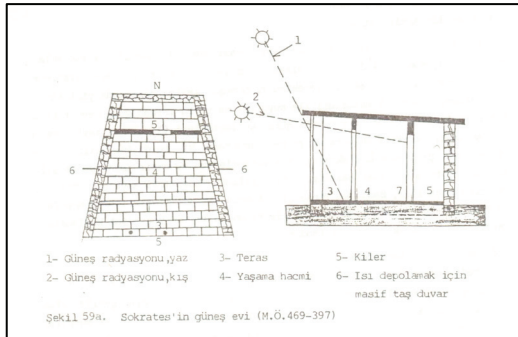 N
5
6 4 6
3
5
1
2
3 4 7 5
1- Güneş radyasyonu,yaz 3- Teras 5- Kiler
2- Güneş radyasyonu,kış 4- Yaşama hacmi 6- Isı depolamak için
masif taş duvar
Şekil 59a. Sokrates'in güneş evi (M.Ö.469-397)